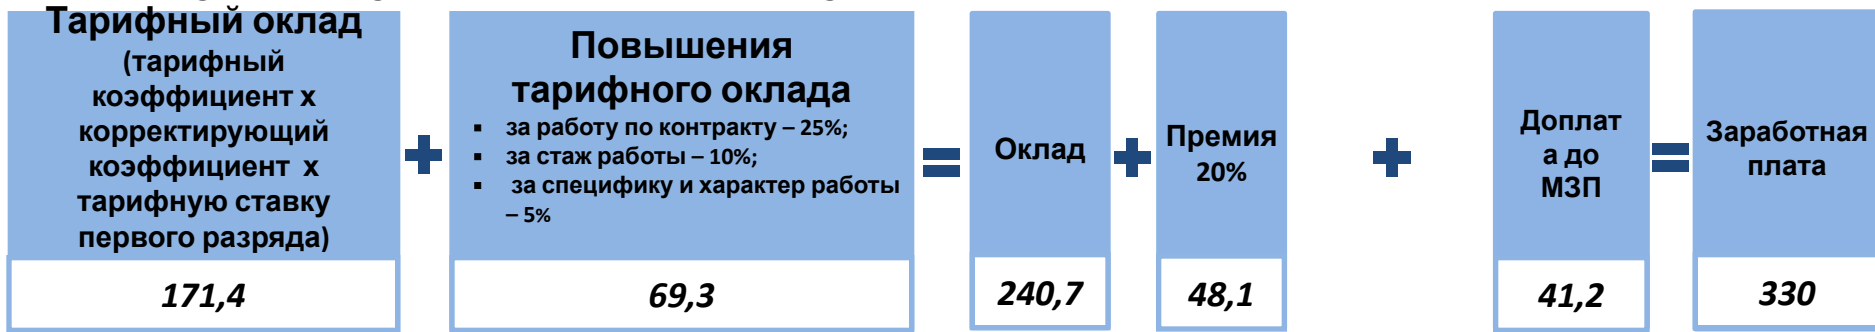 Тарифный оклад
(тарифный
коэффициент х
корректирующий
коэффициент х
тарифную ставку
первого разряда)
171,4
+
Повышения
тарифного оклада
▪ за работу по контракту – 25%;
▪ за стаж работы – 10%;
▪ за специфику и характер работы
– 5%
69,3
=
Оклад
240,7
+
Премия
20%
48,1
+
Доплат
а до
МЗП
41,2
=
Заработная
плата
330